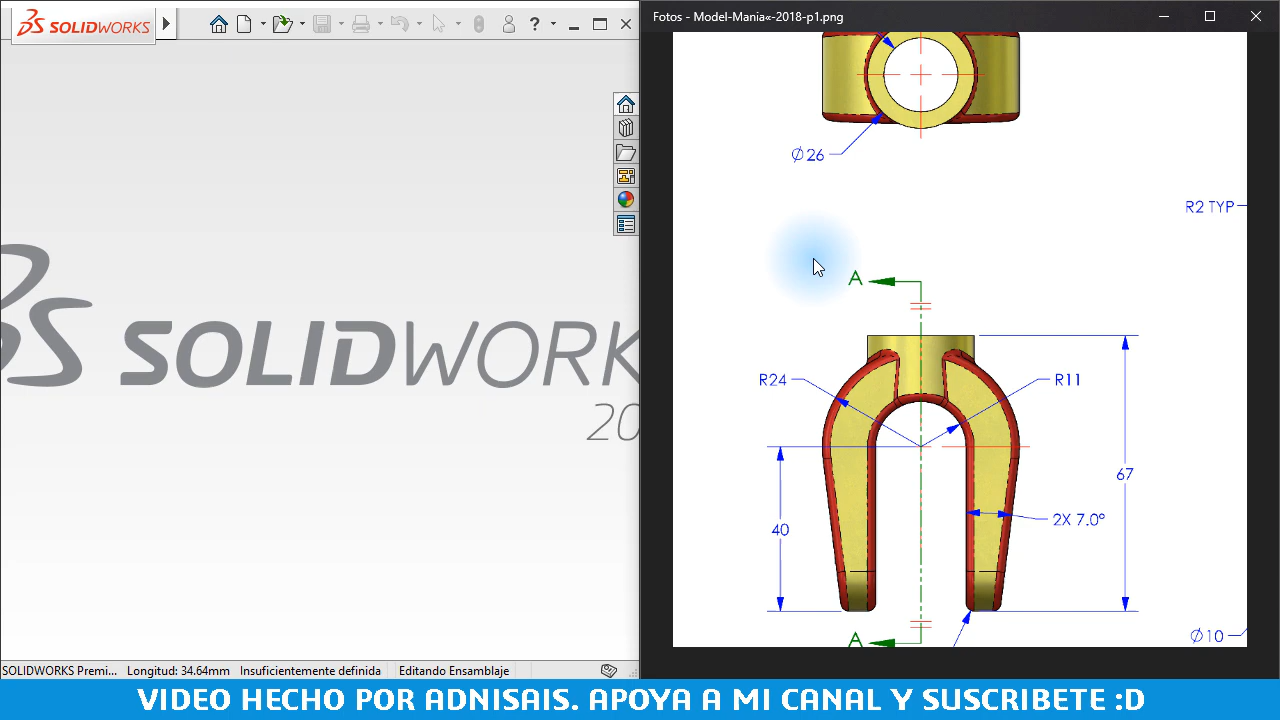 SOLIDWORKS
?
Fotos - Model-Mania«-2018-p1.png
Ø26
R2 TYP
A
SOLIDWORK
20
R24
R11
67
40
2X 7.0°
A
Ø10
SOLIDWORKS Premi...
Longitud: 34.64mm
Insuficientemente definida
Editando Ensamblaje
VIDEO HECHO POR ADNISAIS. APOYA A MI CANAL Y SUSCRIBETE :D